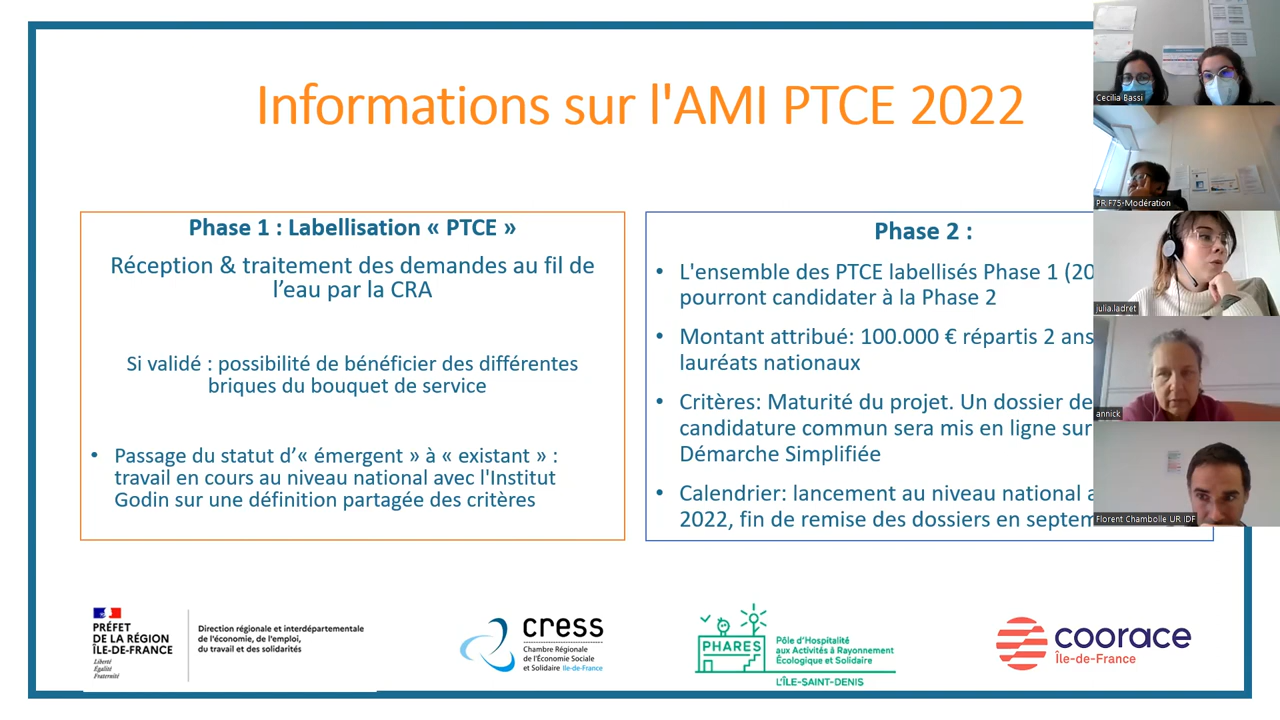 Informations sur l'AMI PTCE 2022
Phase 1 : Labellisation « PTCE »
Réception & traitement des demandes au fil de
l'eau par la CRA
Si validé : possibilité de bénéficier des différentes
briques du bouquet de service
• Passage du statut d'« émergent » à « existant » :
travail en cours au niveau national avec l'Institut
Godin sur une définition partagée des critères
Phase 2 :
• L'ensemble des PTCE labellisés Phase 1 (20
pourront candidater à la Phase 2
• Montant attribué: 100.000 € répartis 2 ans
lauréats nationaux
• Critères: Maturité du projet. Un dossier de
candidature commun sera mis en ligne sur
Démarche Simplifiée
• Calendrier: lancement au niveau national a
2022, fin de remise des dossiers en septem
Cecilia Bassi
PR F75-Modération
julia.ladret
annick
Florent Chambolle UR IDF
PRÉFET
DE LA RÉGION
ÎLE-DE-FRANCE
Liberté
Égalité
Fraternité
Direction régionale et interdépartementale
de l'économie, de l'emploi,
du travail et des solidarités
cress
Chambre Régionale
de l'Économie Sociale
et Solidaire Ile-de-France
PHARES
Pôle d'Hospitalité
aux Activités à Rayonnement
Écologique et Solidaire
L'ÎLE-SAINT-DENIS
coorace
Île-de-France